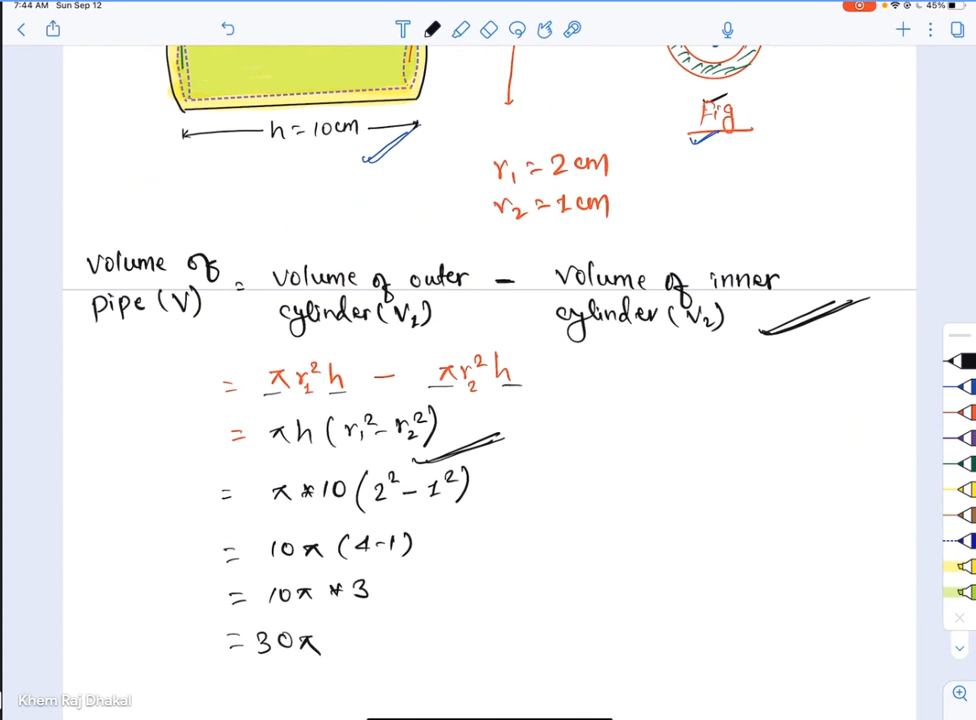 7:44 AM Sun Sep 12
45%
h = 10cm
Fig
r₁ = 2 cm
r₂ = 1 cm
volume of pipe (V) = volume of outer cylinder (V₁) - volume of inner cylinder (V₂)
= πr₁²h - πr₂²h
= πh (r₁² - r₂²)
= π * 10 (2² - 1²)
= 10π (4-1)
= 10π * 3
= 30π
Khem Raj Dhakal